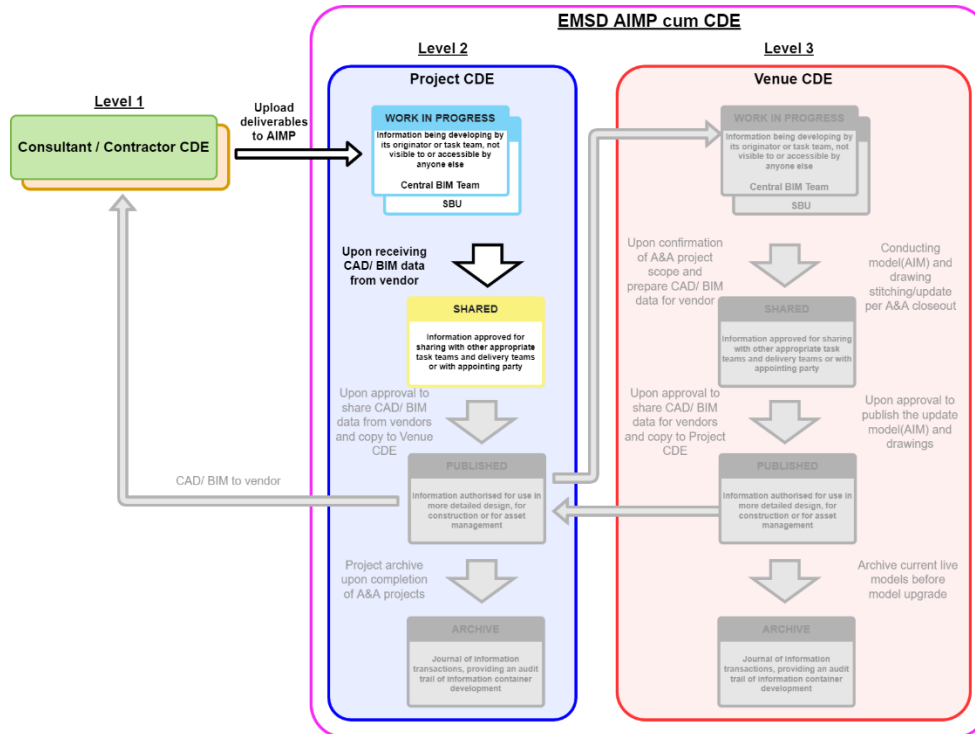 EMSD AIMP cum CDE
Level 1
Consultant / Contractor CDE
Upload
deliverables
to AIMP
Level 2
Project CDE
WORK IN PROGRESS
Information being developing by
its originator or task team, not
visible to or accessible by
anyone else
Central BIM Team
SBU
Upon receiving
CAD/ BIM data
from vendor
SHARED
Information approved for
sharing with other appropriate
task teams and delivery teams
or with appointing party
Upon approval to
share CAD/ BIM
data from vendors
and copy to Venue
CDE
CAD/ BIM to vendor
PUBLISHED
Information authorised for use in
more detailed design, for
construction or for asset
management
Project archive
upon completion
of A&A projects
ARCHIVE
Journal of information
transactions, providing an audit
trail of information container
development
Level 3
Venue CDE
WORK IN PROGRESS
Information being developing by
its originator or task team, not
visible to or accessible by
anyone else
Central BIM Team
SBU
Upon confirmation
of A&A project
scope and
prepare CAD/ BIM
data for vendor
Conducting
model(AIM) and
drawing
stitching/update
per A&A closeout
SHARED
Information approved for sharing
with other appropriate task
teams and delivery teams or with
appointing party
Upon approval to
share CAD/ BIM
data for vendors
and copy to Project
CDE
Upon approval to
publish the update
model(AIM) and
drawings
PUBLISHED
Information authorised for use in
more detailed design, for
construction or for asset
management
Archive current live
models before
model upgrade
ARCHIVE
Journal of information
transactions, providing an audit
trail of information container
development